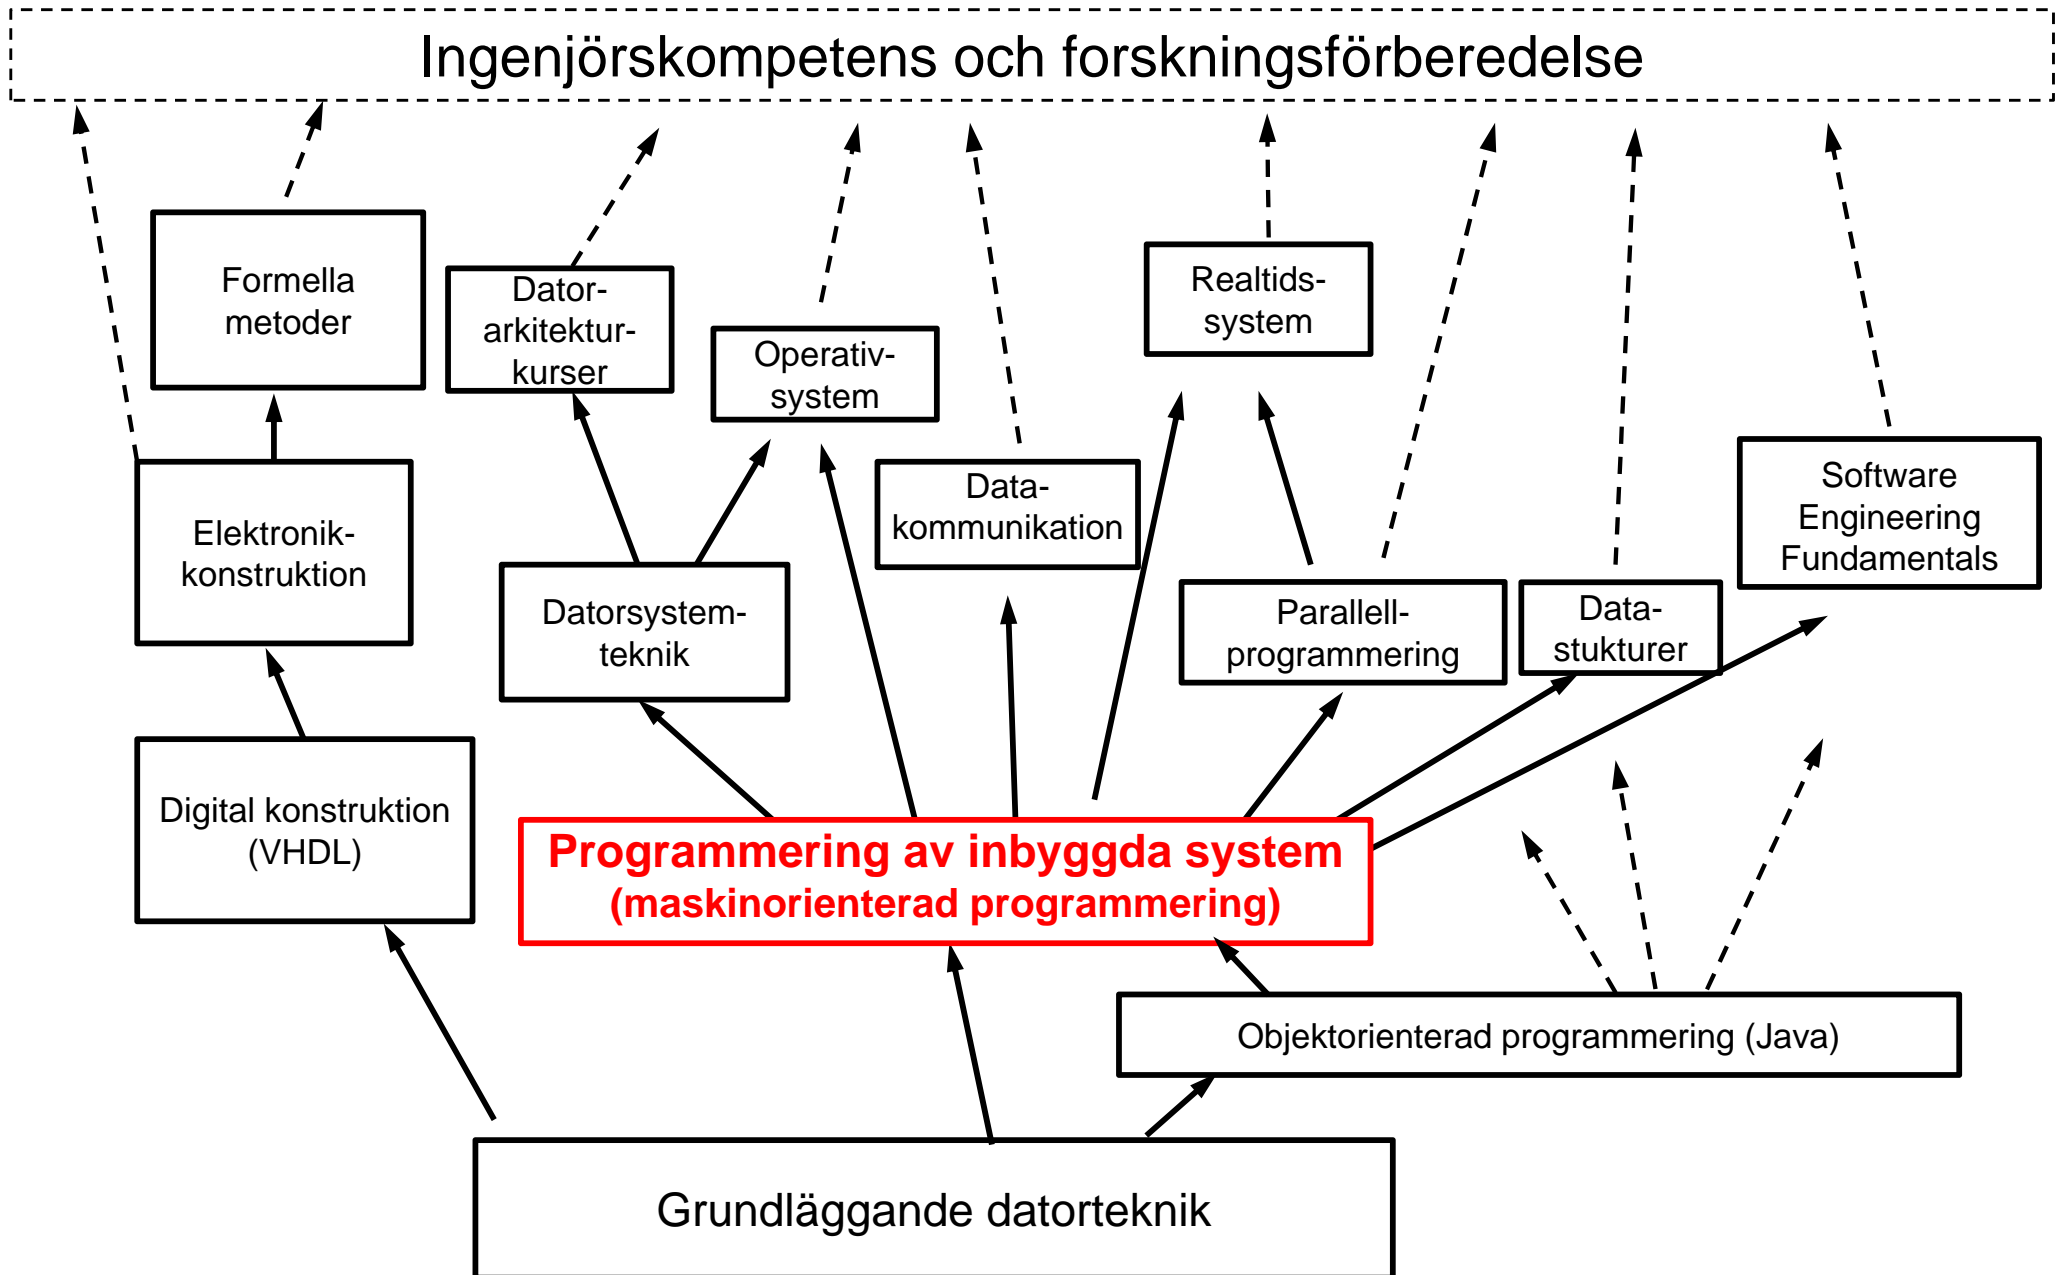 Ingenjörskompetens och forskningsförberedelse
Formella
metoder
Dator-
arkitektur-
kurser
Operativ-
system
Realtids-
system
Elektronik-
konstruktion
Data-
kommunikation
Software
Engineering
Fundamentals
Datorsystem-
teknik
Parallell-
programmering
Data-
stukturer
Digital konstruktion
(VHDL)
Programmering av inbyggda system
(maskinorienterad programmering)
Objektorienterad programmering (Java)
Grundläggande datorteknik